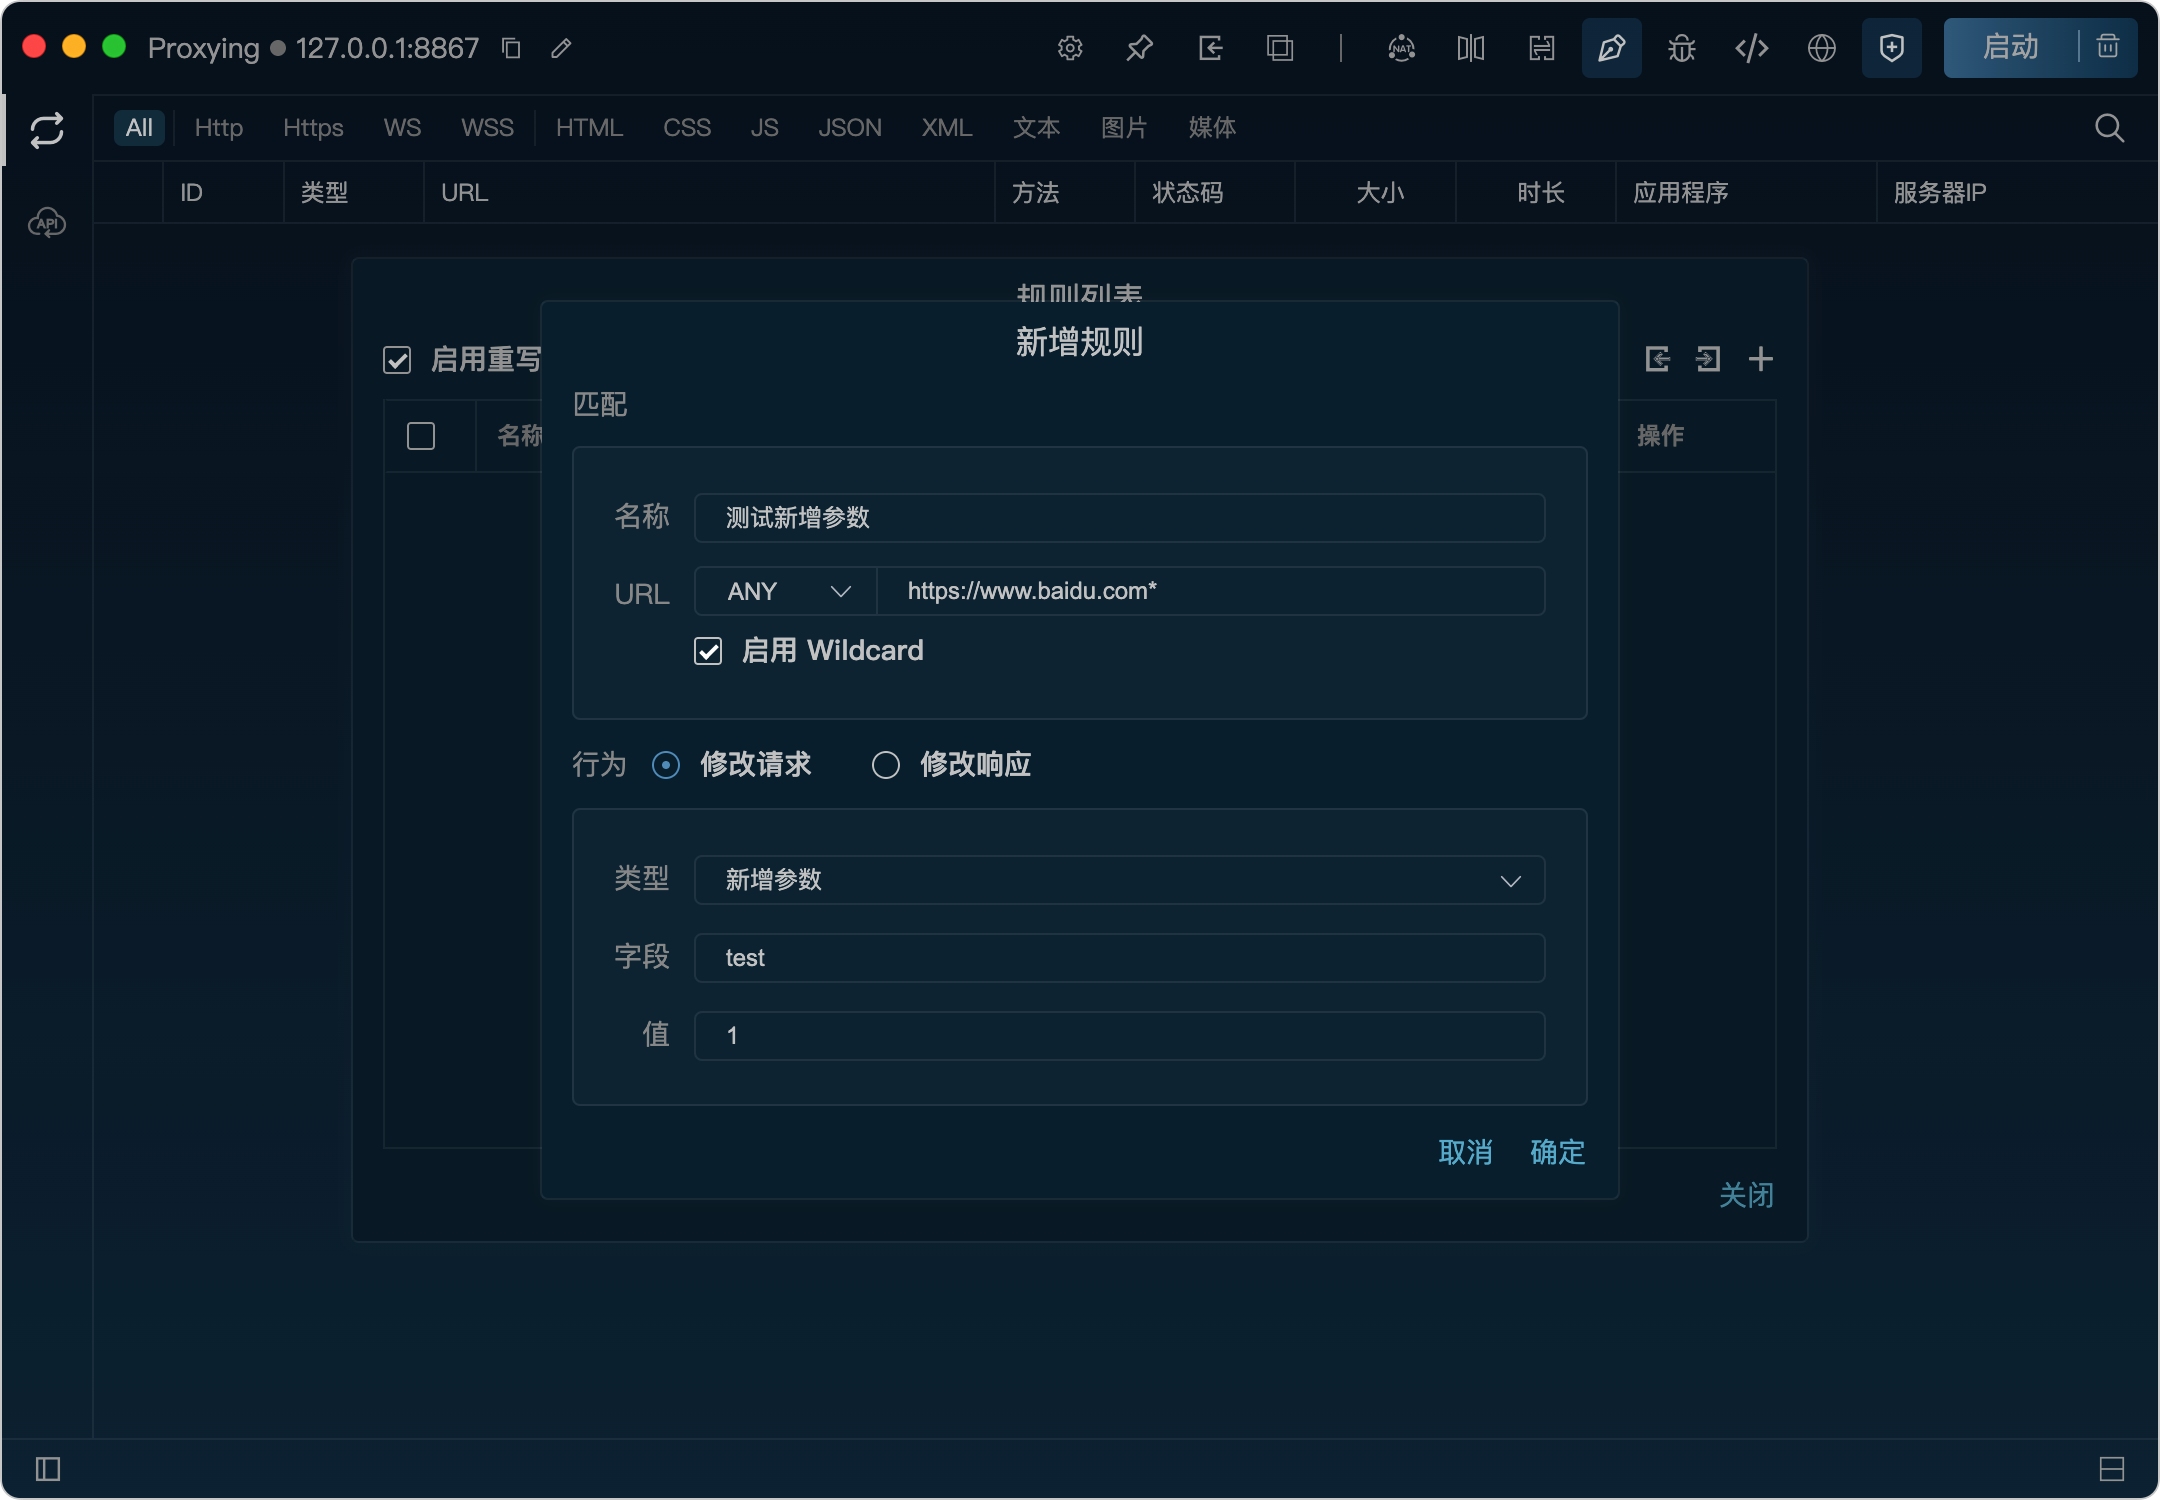 Proxying 127.0.0.1:8867
NAT
启动
All Http Https WS WSS HTML CSS JS JSON XML 文本 图片 媒体
API
ID 类型 URL 方法 状态码 大小 时长 应用程序 服务器IP
规则列表
新增规则
启用重写
匹配
名称 操作
名称 测试新增参数
URL ANY https://www.baidu.com*
启用 Wildcard
行为 修改请求 修改响应
类型 新增参数
字段 test
值 1
取消 确定
关闭